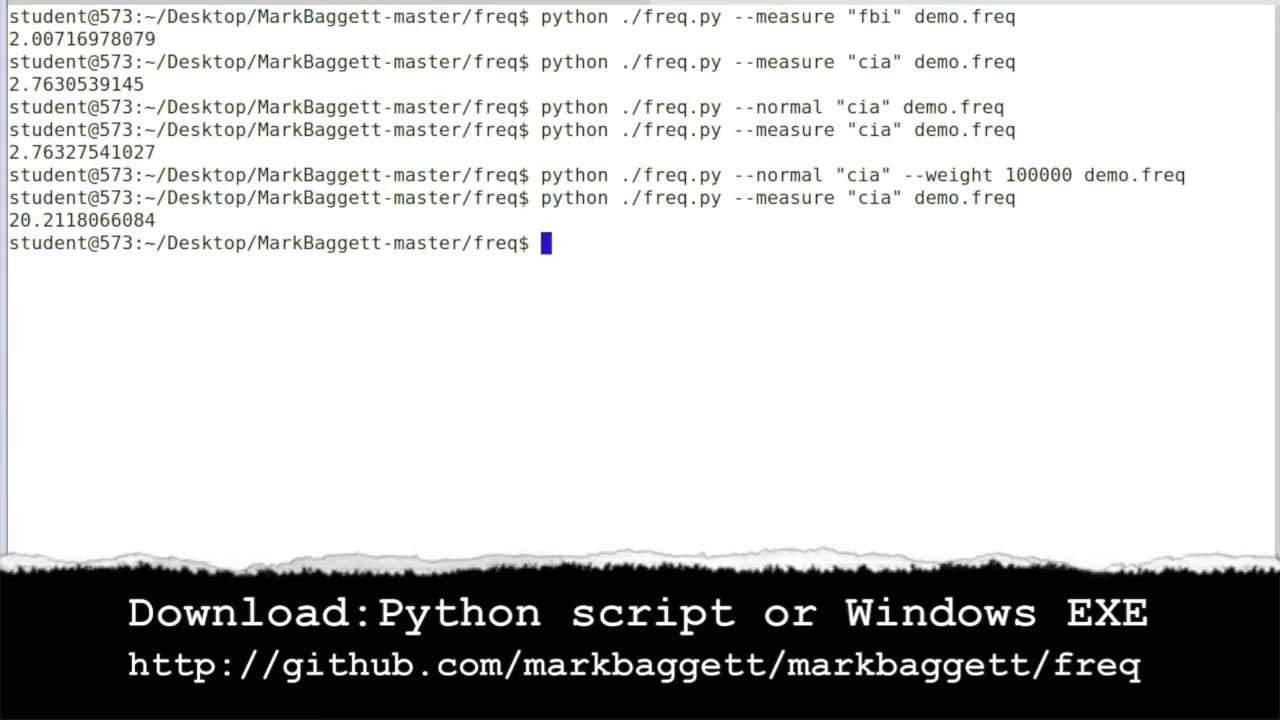 student@573:~/Desktop/MarkBaggett-master/freq$ python ./freq.py --measure "fbi" demo.freq
2.00716978079
student@573:~/Desktop/MarkBaggett-master/freq$ python ./freq.py --measure "cia" demo.freq
2.7630539145
student@573:~/Desktop/MarkBaggett-master/freq$ python ./freq.py --normal "cia" demo.freq
student@573:~/Desktop/MarkBaggett-master/freq$ python ./freq.py --measure "cia" demo.freq
2.76327541027
student@573:~/Desktop/MarkBaggett-master/freq$ python ./freq.py --normal "cia" --weight 100000 demo.freq
student@573:~/Desktop/MarkBaggett-master/freq$ python ./freq.py --measure "cia" demo.freq
20.2118066084
student@573:~/Desktop/MarkBaggett-master/freq$
Download:Python script or Windows EXE
http://github.com/markbaggett/markbaggett/freq